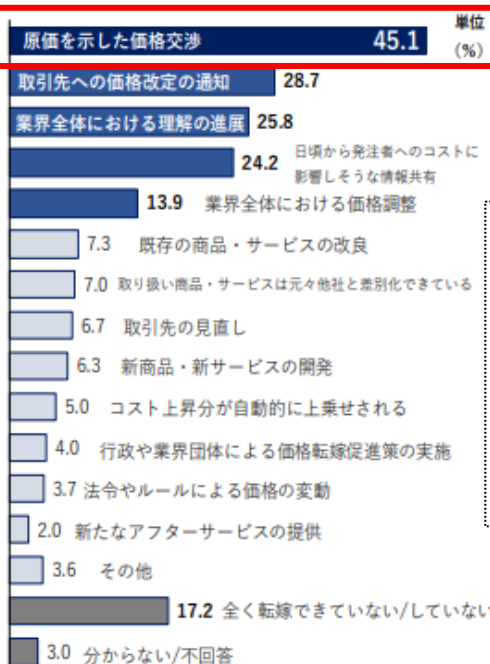 単位
原価を示した価格交渉 45.1 (%)
取引先への価格改定の通知 28.7
業界全体における理解の進展 25.8
24.2 日頃から発注者へのコストに
影響しそうな情報共有
13.9 業界全体における価格調整
7.3 既存の商品・サービスの改良
7.0 取り扱い商品・サービスは元々他社と差別化できている
6.7 取引先の見直し
6.3 新商品・新サービスの開発
5.0 コスト上昇分が自動的に上乗せされる
4.0 行政や業界団体による価格転嫁促進策の実施
3.7 法令やルールによる価格の変動
2.0 新たなアフターサービスの提供
3.6 その他
17.2 全く転嫁できていない/していない
3.0 分からない/不回答